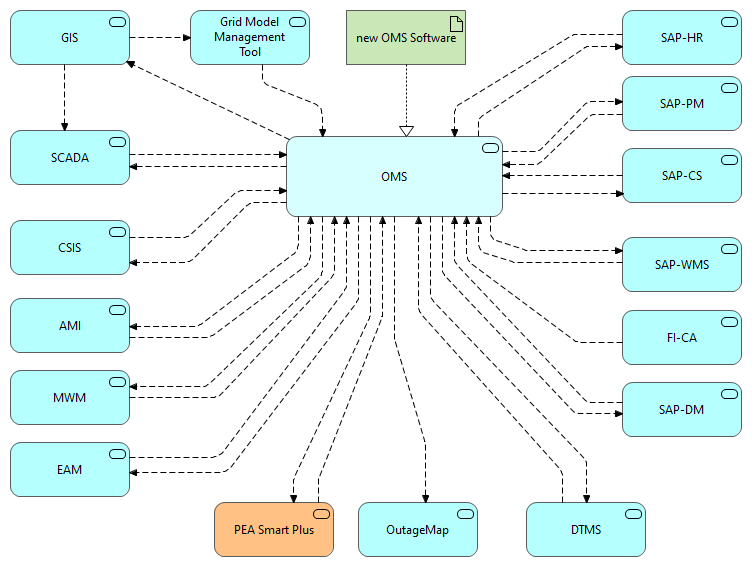 GIS
Grid Model
Management
Tool
new OMS Software
SAP-HR
SAP-PM
SCADA
OMS
SAP-CS
CSIS
SAP-WMS
AMI
FI-CA
MWM
SAP-DM
EAM
PEA Smart Plus
OutageMap
DTMS